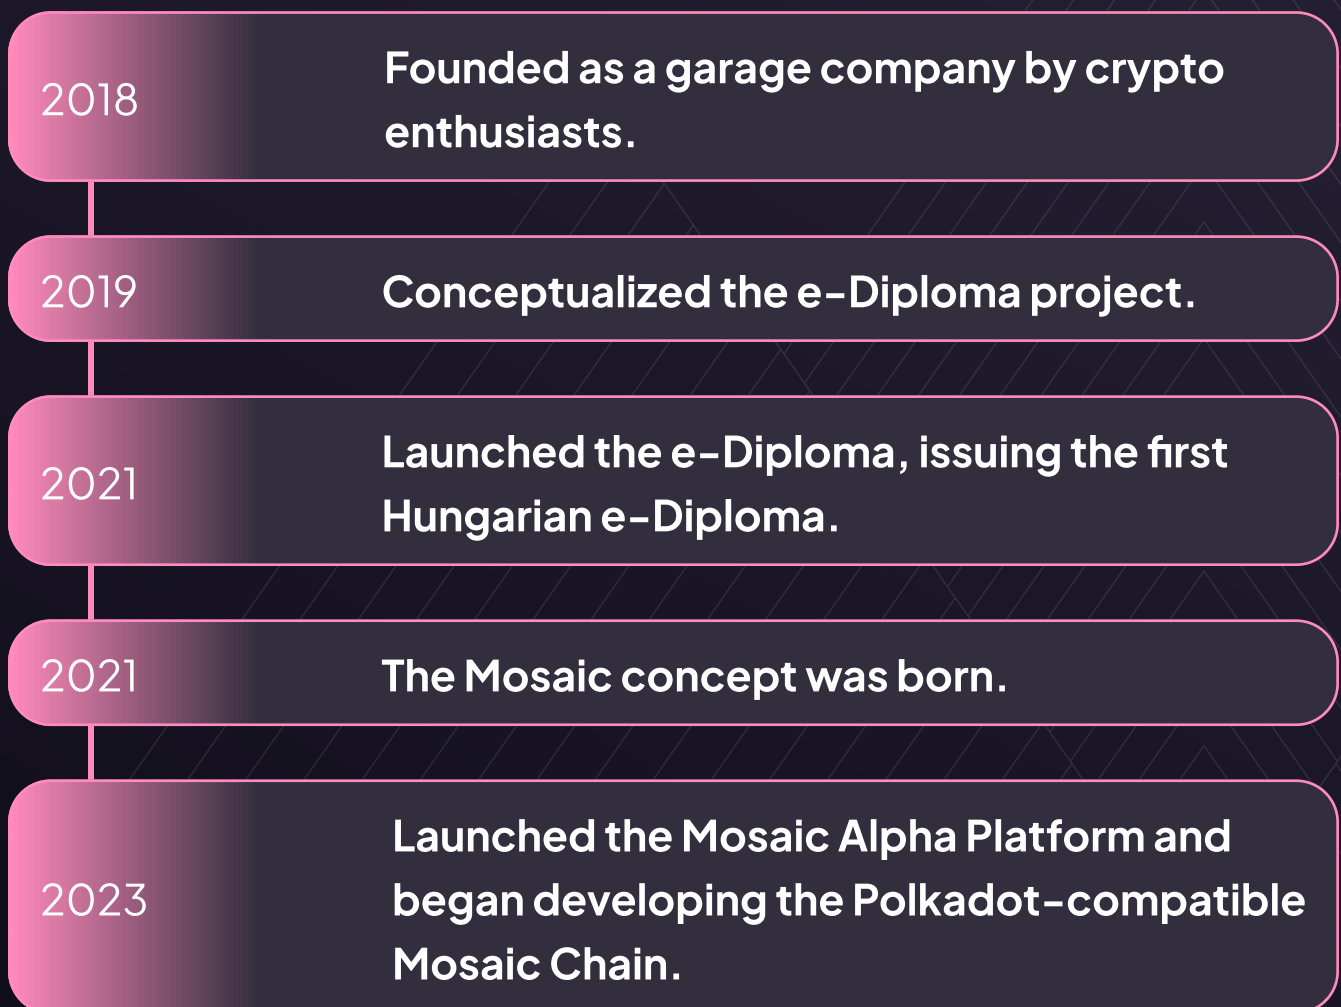 2018
Founded as a garage company by crypto
enthusiasts.
2019
Conceptualized the e-Diploma project.
2021
Launched the e-Diploma, issuing the first
Hungarian e-Diploma.
2021
The Mosaic concept was born.
2023
Launched the Mosaic Alpha Platform and
began developing the Polkadot-compatible
Mosaic Chain.